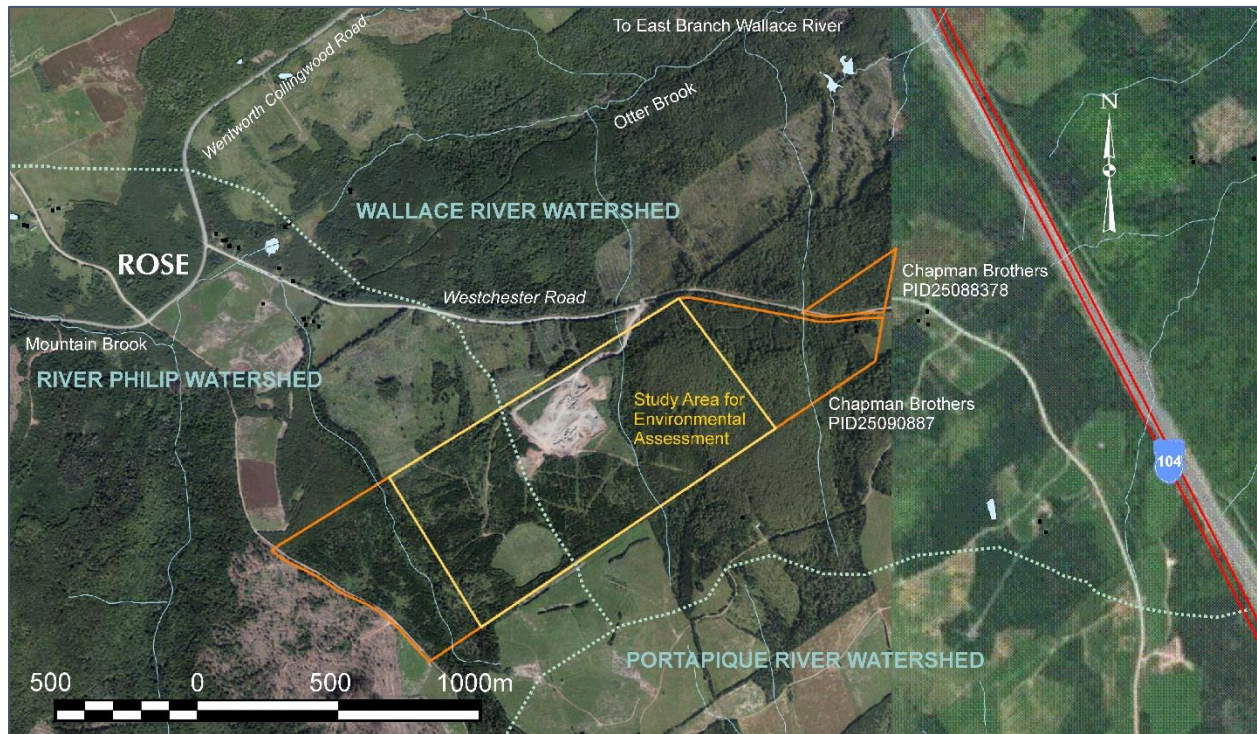 To East Branch Wallace River
Wentworth Collingwood Road
Otter Brook
N
WALLACE RIVER WATERSHED
ROSE
Chapman Brothers
PID25088378
Westchester Road
Mountain Brook
RIVER PHILIP WATERSHED
Study Area for
Environmental
Assessment
Chapman Brothers
PID25090887
104
PORTAPIQUE RIVER WATERSHED
500 0 500 1000m